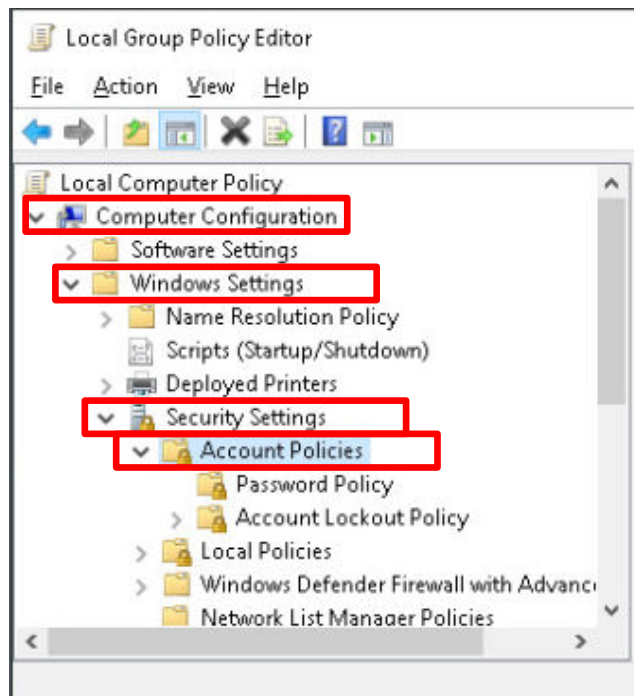 Local Group Policy Editor
File Action View Help
Local Computer Policy
Computer Configuration
Software Settings
Windows Settings
Name Resolution Policy
Scripts (Startup/Shutdown)
Deployed Printers
Security Settings
Account Policies
Password Policy
Account Lockout Policy
Local Policies
Windows Defender Firewall with Advanc
Network List Manager Policies